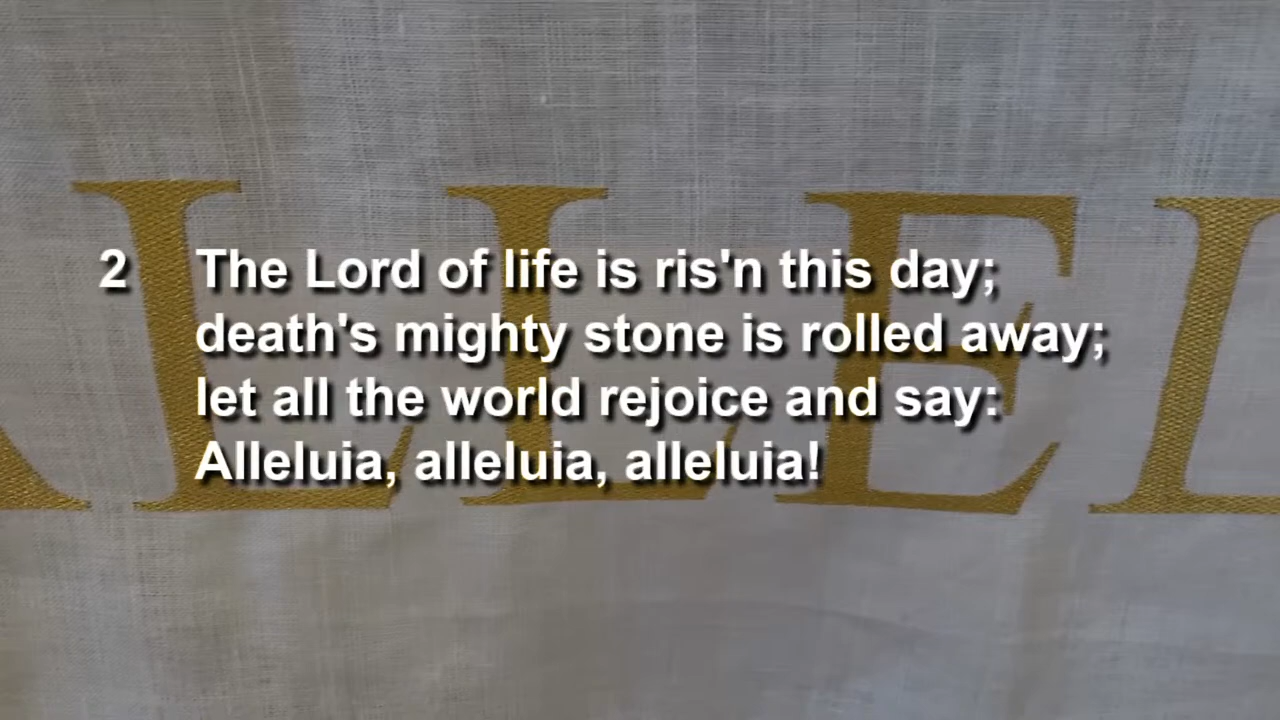 ALLEL
2 The Lord of life is ris'n this day;
death's mighty stone is rolled away;
let all the world rejoice and say:
Alleluia, alleluia, alleluia!